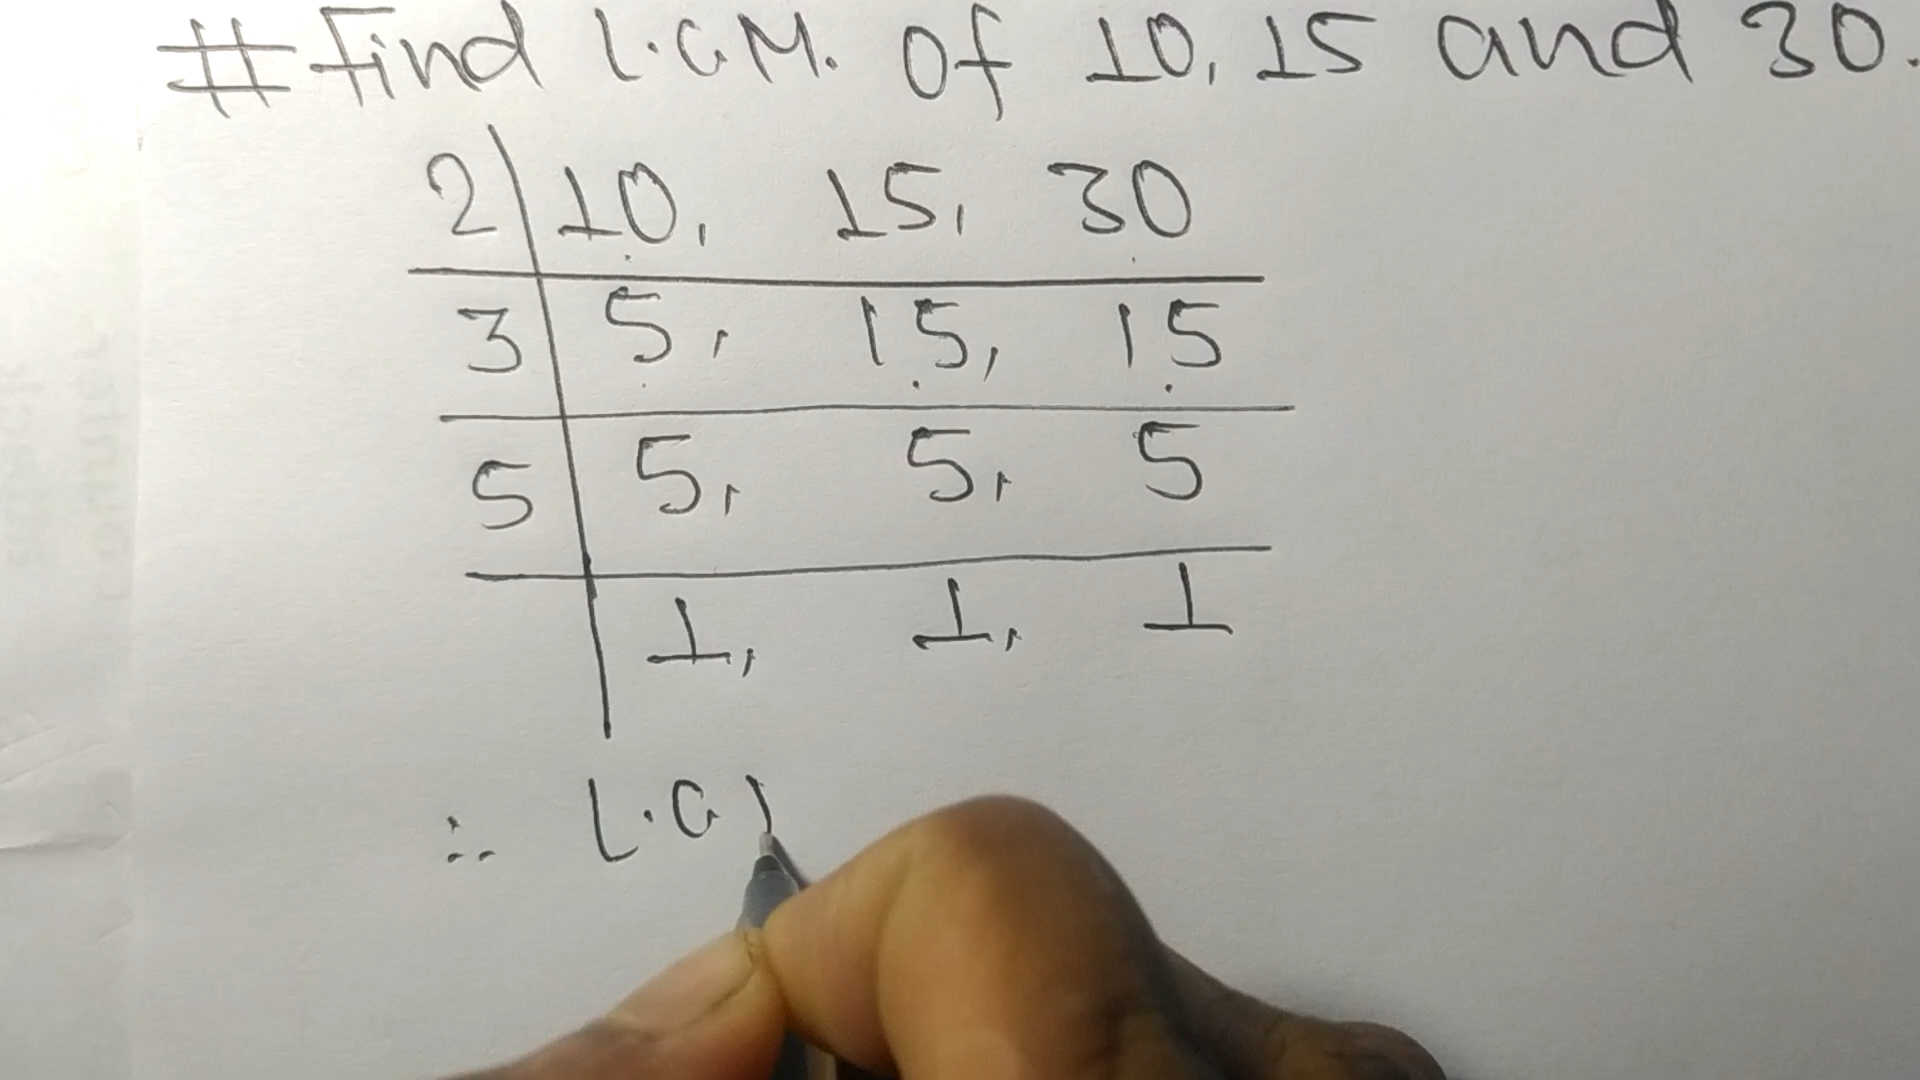 # Find L.C.M. Of 10, 15 and 30.
2 10, 15, 30
3 5, 15, 15
5 5, 5, 5
1, 1, 1
∴ L.C